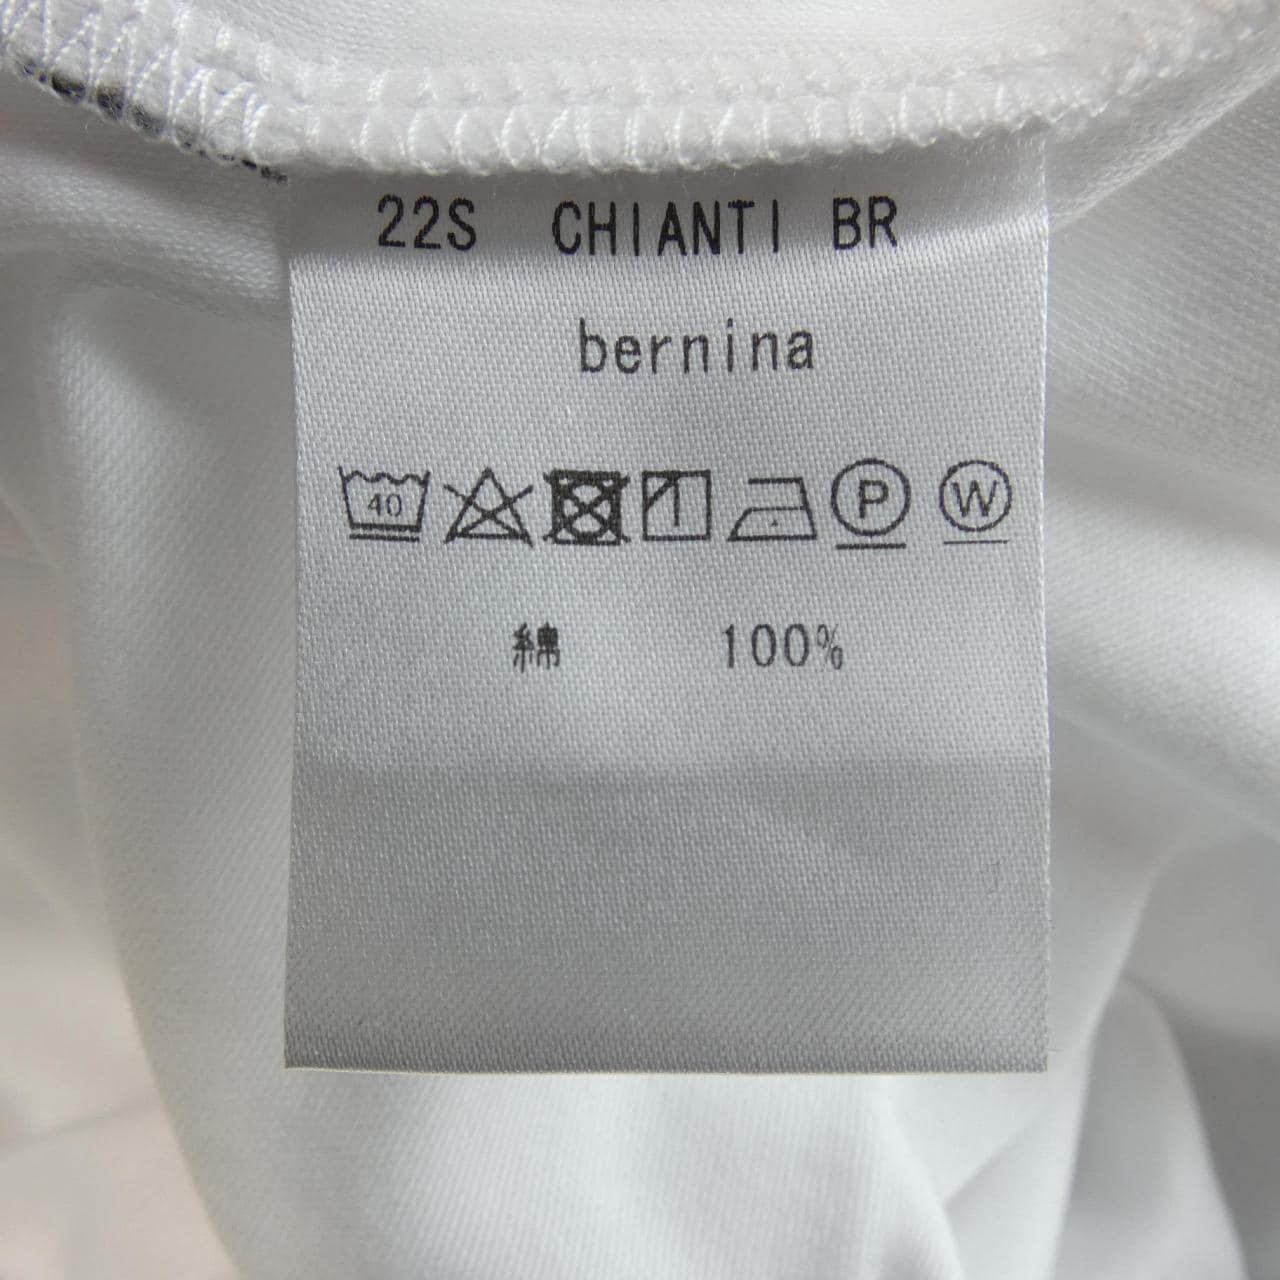 22S CHIANTI BR
bernina
40 P W
綿 100%